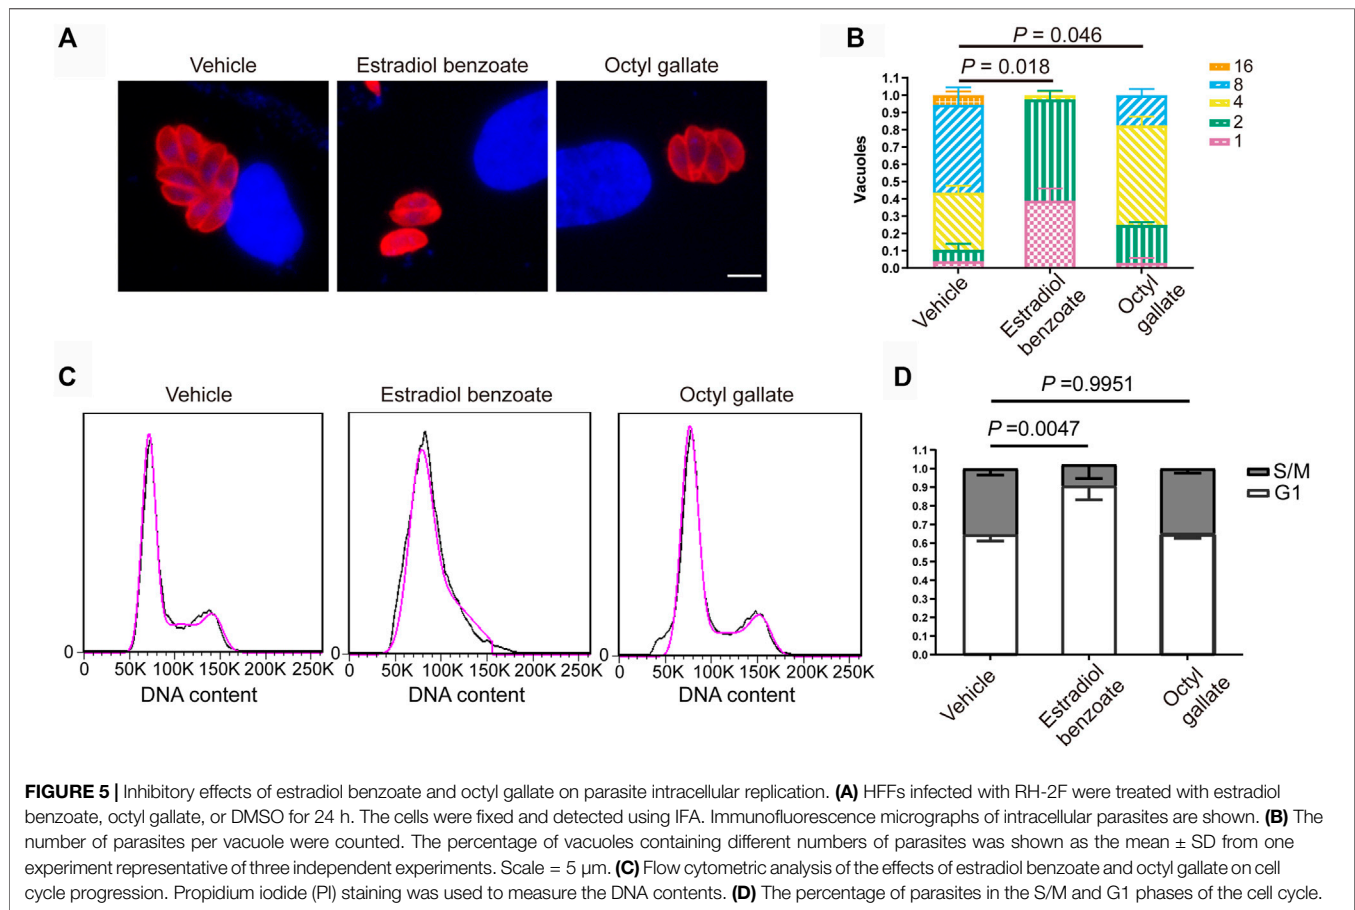 A
Vehicle
Estradiol benzoate
Octyl gallate
B
P = 0.046
P = 0.018
1.1
1.0
0.9
0.8
0.7
0.6
0.5
0.4
0.3
0.2
0.1
0.0
Vacuoles
Vehicle
Estradiol
benzoate
Octyl
gallate
16
8
4
2
1
C
Vehicle
Estradiol benzoate
Octyl gallate
0
0 50K 100K 150K 200K 250K
DNA content
0
0 50K 100K 150K 200K 250K
DNA content
0
0 50K 100K 150K 200K 250K
DNA content
D
P =0.9951
P =0.0047
1.1
1.0
0.9
0.8
0.7
0.6
0.5
0.4
0.3
0.2
0.1
0.0
S/M
G1
Vehicle
Estradiol
benzoate
Octyl
gallate
FIGURE 5 | Inhibitory effects of estradiol benzoate and octyl gallate on parasite intracellular replication. (A) HFFs infected with RH-2F were treated with estradiol
benzoate, octyl gallate, or DMSO for 24 h. The cells were fixed and detected using IFA. Immunofluorescence micrographs of intracellular parasites are shown. (B) The
number of parasites per vacuole were counted. The percentage of vacuoles containing different numbers of parasites was shown as the mean ± SD from one
experiment representative of three independent experiments. Scale = 5 μm. (C) Flow cytometric analysis of the effects of estradiol benzoate and octyl gallate on cell
cycle progression. Propidium iodide (PI) staining was used to measure the DNA contents. (D) The percentage of parasites in the S/M and G1 phases of the cell cycle.